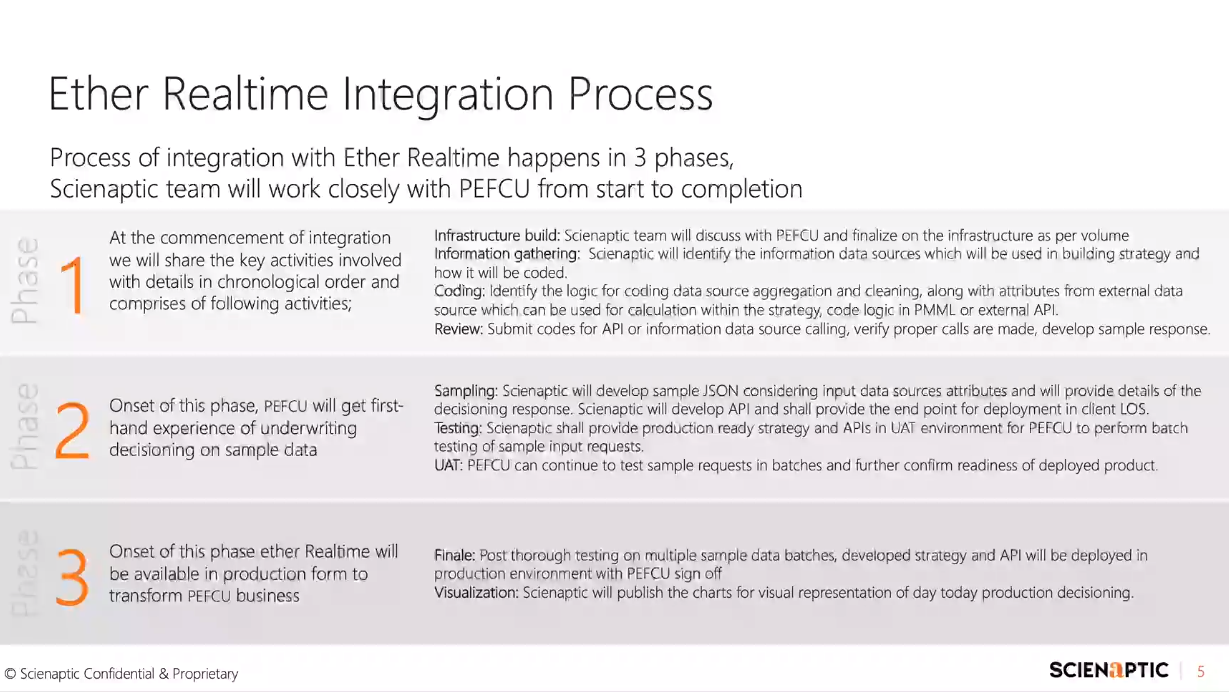 Ether Realtime Integration Process
Process of integration with Ether Realtime happens in 3 phases,
Scienaptic team will work closely with PEFCU from start to completion
Phase
1
At the commencement of integration
we will share the key activities involved
with details in chronological order and
comprises of following activities;
Infrastructure build: Scienaptic team will discuss with PEFCU and finalize on the infrastructure as per volume
Information gathering: Scienaptic will identify the information data sources which will be used in building strategy and
how it will be coded.
Coding: Identify the logic for coding data source aggregation and cleaning, along with attributes from external data
source which can be used for calculation within the strategy, code logic in PMML or external API.
Review: Submit codes for API or information data source calling, verify proper calls are made, develop sample response.
Phase
2
Onset of this phase, PEFCU will get first-
hand experience of underwriting
decisioning on sample data
Sampling: Scienaptic will develop sample JSON considering input data sources attributes and will provide details of the
decisioning response. Scienaptic will develop API and shall provide the end point for deployment in client LOS.
Testing: Scienaptic shall provide production ready strategy and APIs in UAT environment for PEFCU to perform batch
testing of sample input requests.
UAT: PEFCU can continue to test sample requests in batches and further confirm readiness of deployed product.
Phase
3
Onset of this phase ether Realtime will
be available in production form to
transform PEFCU business
Finale: Post thorough testing on multiple sample data batches, developed strategy and API will be deployed in
production environment with PEFCU sign off
Visualization: Scienaptic will publish the charts for visual representation of day today production decisioning.
© Scienaptic Confidential & Proprietary
SCIENAPTIC
5